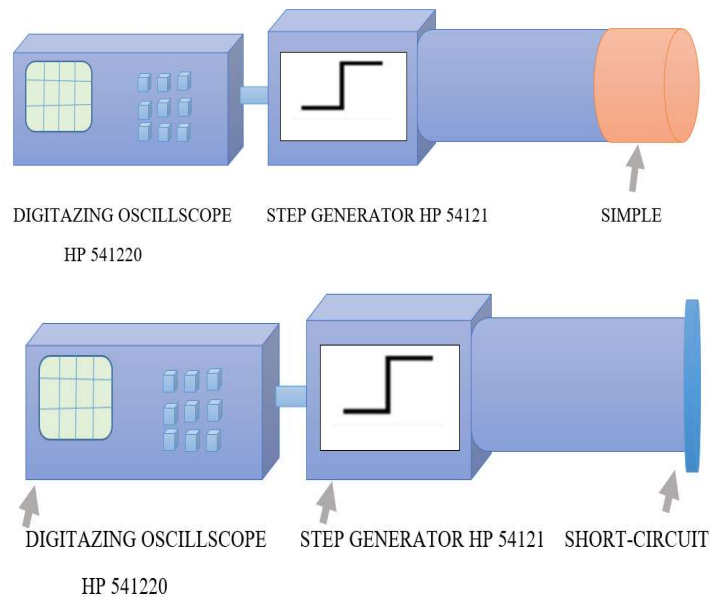 DIGITAZING OSCILLSCOPE
HP 541220
STEP GENERATOR HP 54121
SIMPLE
DIGITAZING OSCILLSCOPE
HP 541220
STEP GENERATOR HP 54121
SHORT-CIRCUIT